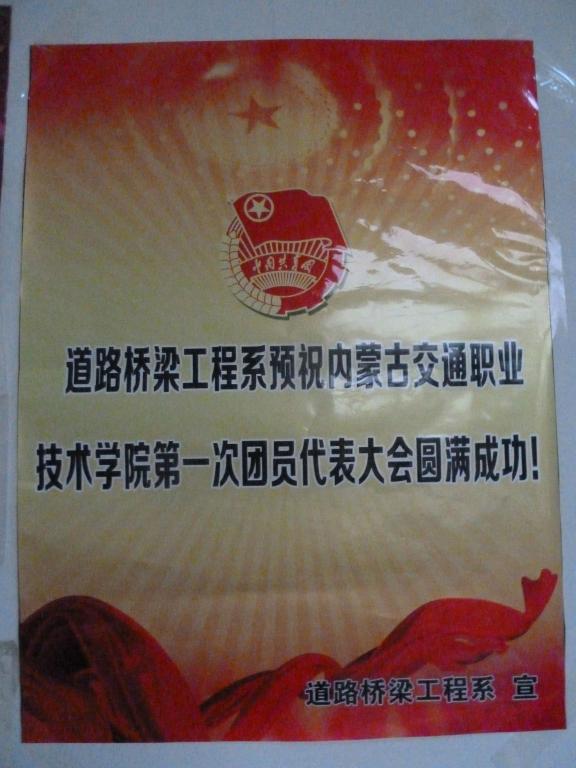 中国共青团
道路桥梁工程系预祝内蒙古交通职业
技术学院第一次团员代表大会圆满成功!
道路桥梁工程系 宣